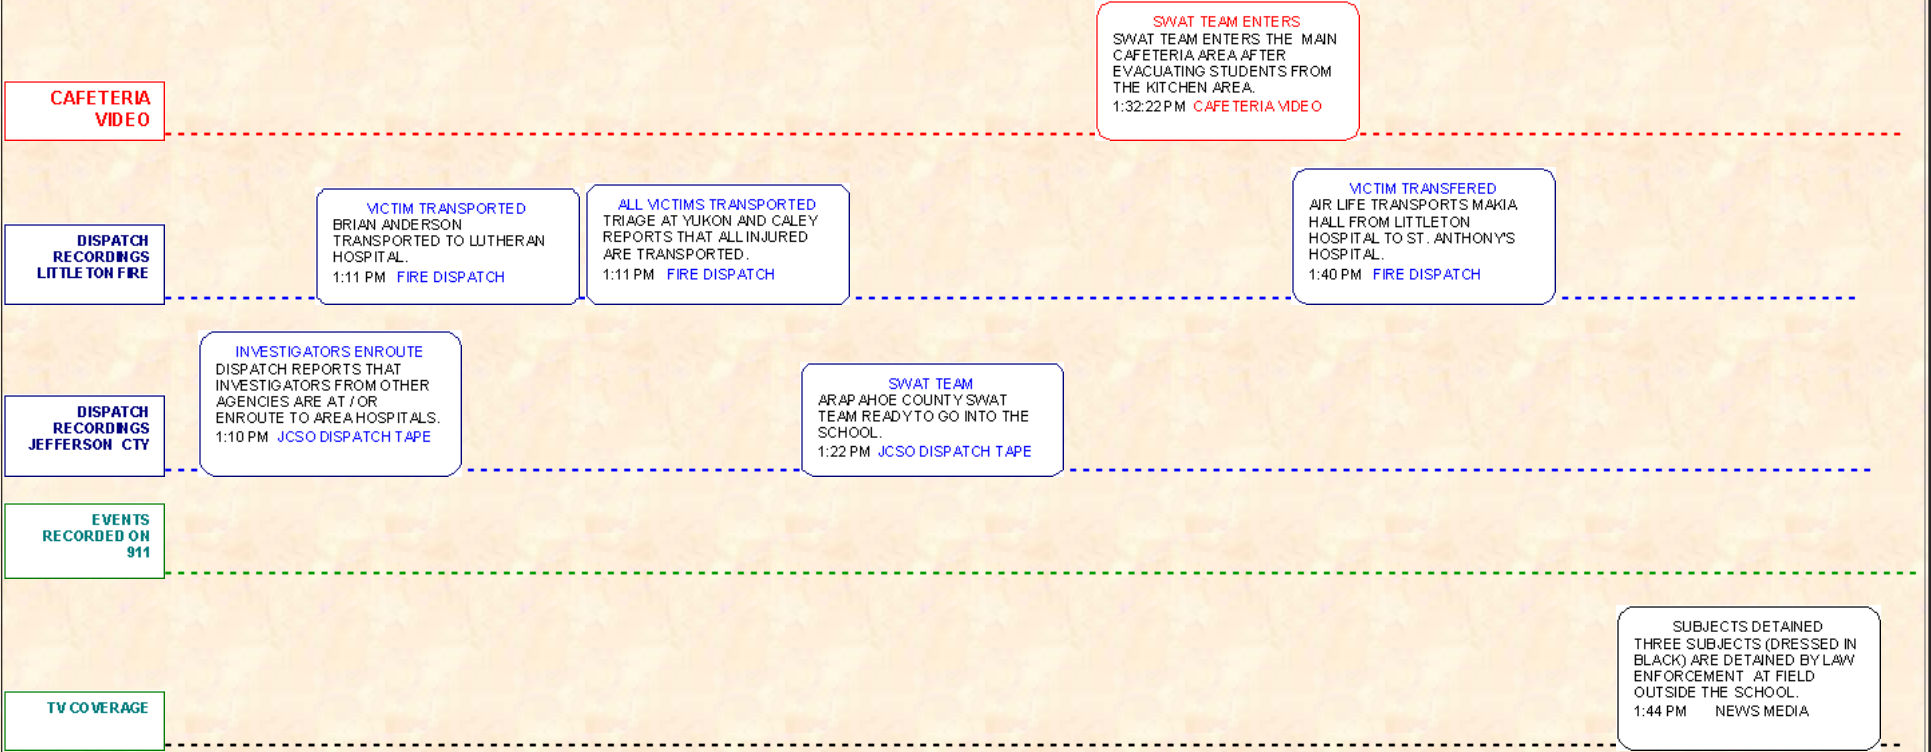 SWAT TEAM ENTERS
SWAT TEAM ENTERS THE MAIN
CAFETERIA AREA AFTER
EVACUATING STUDENTS FROM
THE KITCHEN AREA.
1:32:22 PM CAFETERIA VIDEO
CAFETERIA
VIDEO
VICTIM TRANSPORTED
BRIAN ANDERSON
TRANSPORTED TO LUTHERAN
HOSPITAL.
1:11 PM FIRE DISPATCH
ALL VICTIMS TRANSPORTED
TRIAGE AT YUKON AND CALEY
REPORTS THAT ALL INJURED
ARE TRANSPORTED.
1:11 PM FIRE DISPATCH
VICTIM TRANSFERED
AIR LIFE TRANSPORTS MAKIA
HALL FROM LITTLETON
HOSPITAL TO ST. ANTHONY'S
HOSPITAL.
1:40 PM FIRE DISPATCH
DISPATCH
RECORDINGS
LITTLETON FIRE
INVESTIGATORS ENROUTE
DISPATCH REPORTS THAT
INVESTIGATORS FROM OTHER
AGENCIES ARE AT / OR
ENROUTE TO AREA HOSPITALS.
1:10 PM JCSO DISPATCH TAPE
SWAT TEAM
ARAPAHOE COUNTY SWAT
TEAM READY TO GO INTO THE
SCHOOL.
1:22 PM JCSO DISPATCH TAPE
DISPATCH
RECORDINGS
JEFFERSON CTY
EVENTS
RECORDED ON
911
SUBJECTS DETAINED
THREE SUBJECTS (DRESSED IN
BLACK) ARE DETAINED BY LAW
ENFORCEMENT AT FIELD
OUTSIDE THE SCHOOL.
1:44 PM NEWS MEDIA
TV COVERAGE